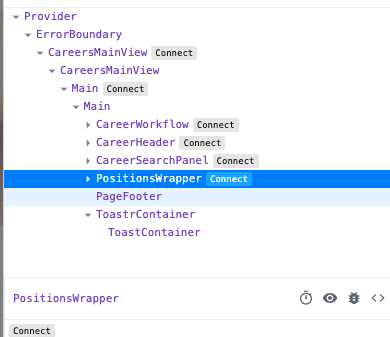 Provider
ErrorBoundary
CareersMainView Connect
CareersMainView
Main Connect
Main
CareerWorkflow Connect
CareerHeader Connect
CareerSearchPanel Connect
PositionsWrapper Connect
PageFooter
ToastrContainer
ToastContainer
PositionsWrapper
Connect